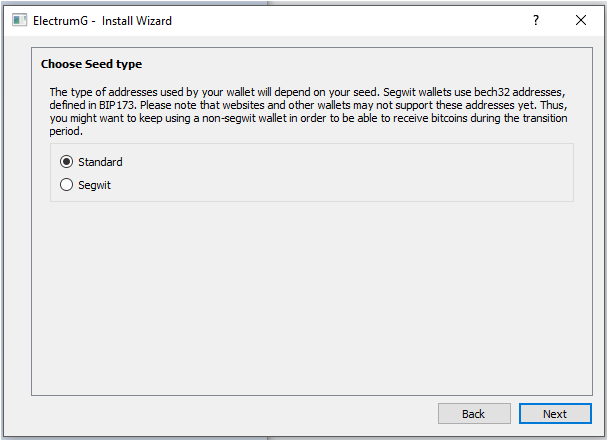 ElectrumG - Install Wizard
?
Choose Seed type
The type of addresses used by your wallet will depend on your seed. Segwit wallets use bech32 addresses,
defined in BIP173. Please note that websites and other wallets may not support these addresses yet. Thus,
you might want to keep using a non-segwit wallet in order to be able to receive bitcoins during the transition
period.
Standard
Segwit
Back
Next